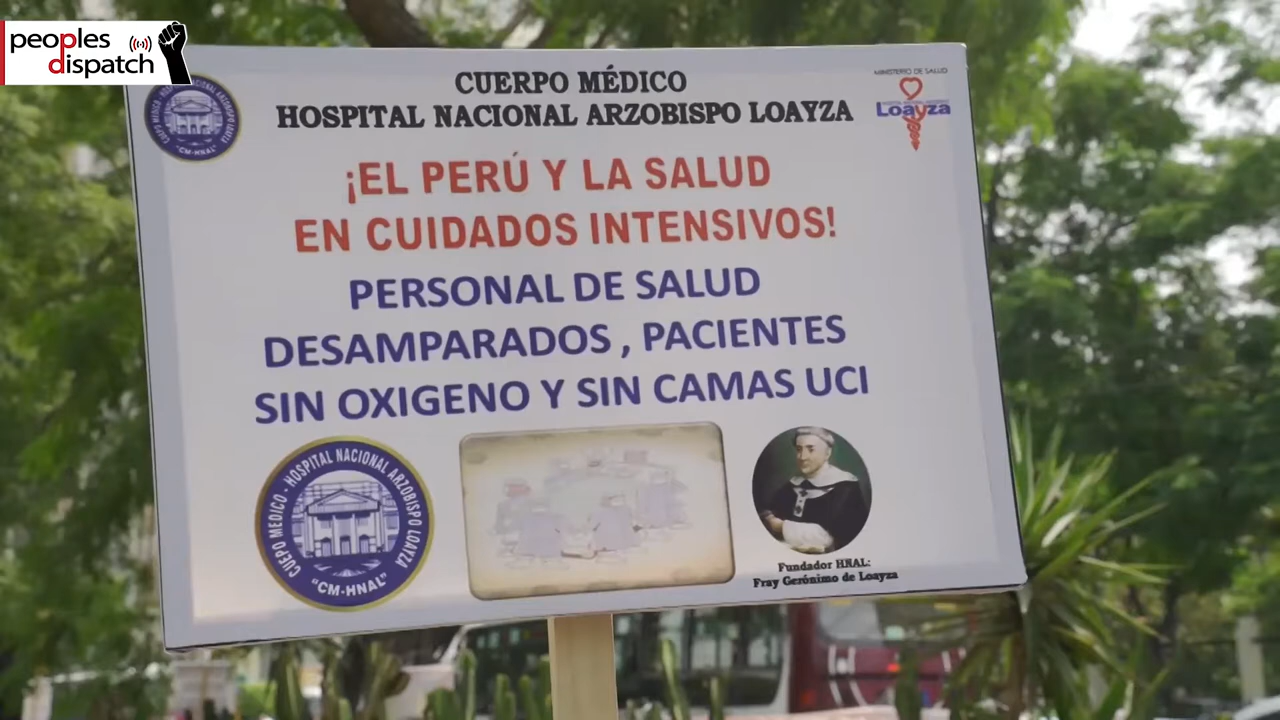 peoples
dispatch
CUERPO MÉDICO
HOSPITAL NACIONAL ARZOBISPO LOAYZA
MINISTERIO DE SALUD
Loayza
¡EL PERÚ Y LA SALUD
EN CUIDADOS INTENSIVOS!
PERSONAL DE SALUD
DESAMPARADOS , PACIENTES
SIN OXIGENO Y SIN CAMAS UCI
CUEPO MEDICO - HOSPITAL NACIONAL ARZOBISPO LOAYZA
"CM-HNAL"
Fundador HNAL:
Fray Gerónimo de Loayza